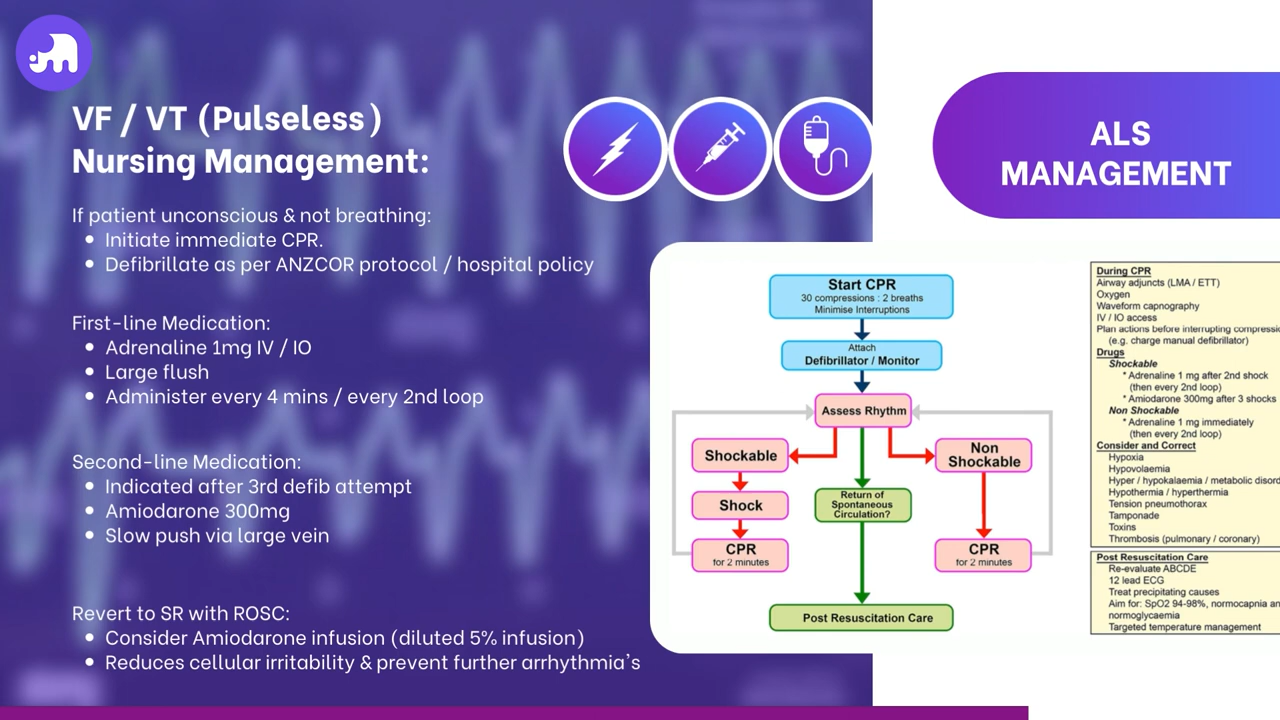 VF / VT (Pulseless)
Nursing Management:
If patient unconscious & not breathing:
• Initiate immediate CPR.
• Defibrillate as per ANZCOR protocol / hospital policy
First-line Medication:
• Adrenaline 1mg IV / IO
• Large flush
• Administer every 4 mins / every 2nd loop
Second-line Medication:
• Indicated after 3rd defib attempt
• Amiodarone 300mg
• Slow push via large vein
Revert to SR with ROSC:
• Consider Amiodarone infusion (diluted 5% infusion)
• Reduces cellular irritability & prevent further arrhythmia's
ALS
MANAGEMENT
Start CPR
30 compressions : 2 breaths
Minimise Interruptions
Attach
Defibrillator / Monitor
Assess Rhythm
Shockable
Non
Shockable
Shock
Return of
Spontaneous
Circulation?
CPR
for 2 minutes
CPR
for 2 minutes
Post Resuscitation Care
During CPR
Airway adjuncts (LMA / ETT)
Oxygen
Waveform capnography
IV / IO access
Plan actions before interrupting compressi
(e.g. charge manual defibrillator)
Drugs
Shockable
* Adrenaline 1 mg after 2nd shock
(then every 2nd loop)
* Amiodarone 300mg after 3 shocks
Non Shockable
* Adrenaline 1 mg immediately
(then every 2nd loop)
Consider and Correct
Hypoxia
Hypovolaemia
Hyper / hypokalaemia / metabolic disord
Hypothermia / hyperthermia
Tension pneumothorax
Tamponade
Toxins
Thrombosis (pulmonary / coronary)
Post Resuscitation Care
Re-evaluate ABCDE
12 lead ECG
Treat precipitating causes
Aim for: SpO2 94-98%, normocapnia an
normoglycaemia
Targeted temperature management